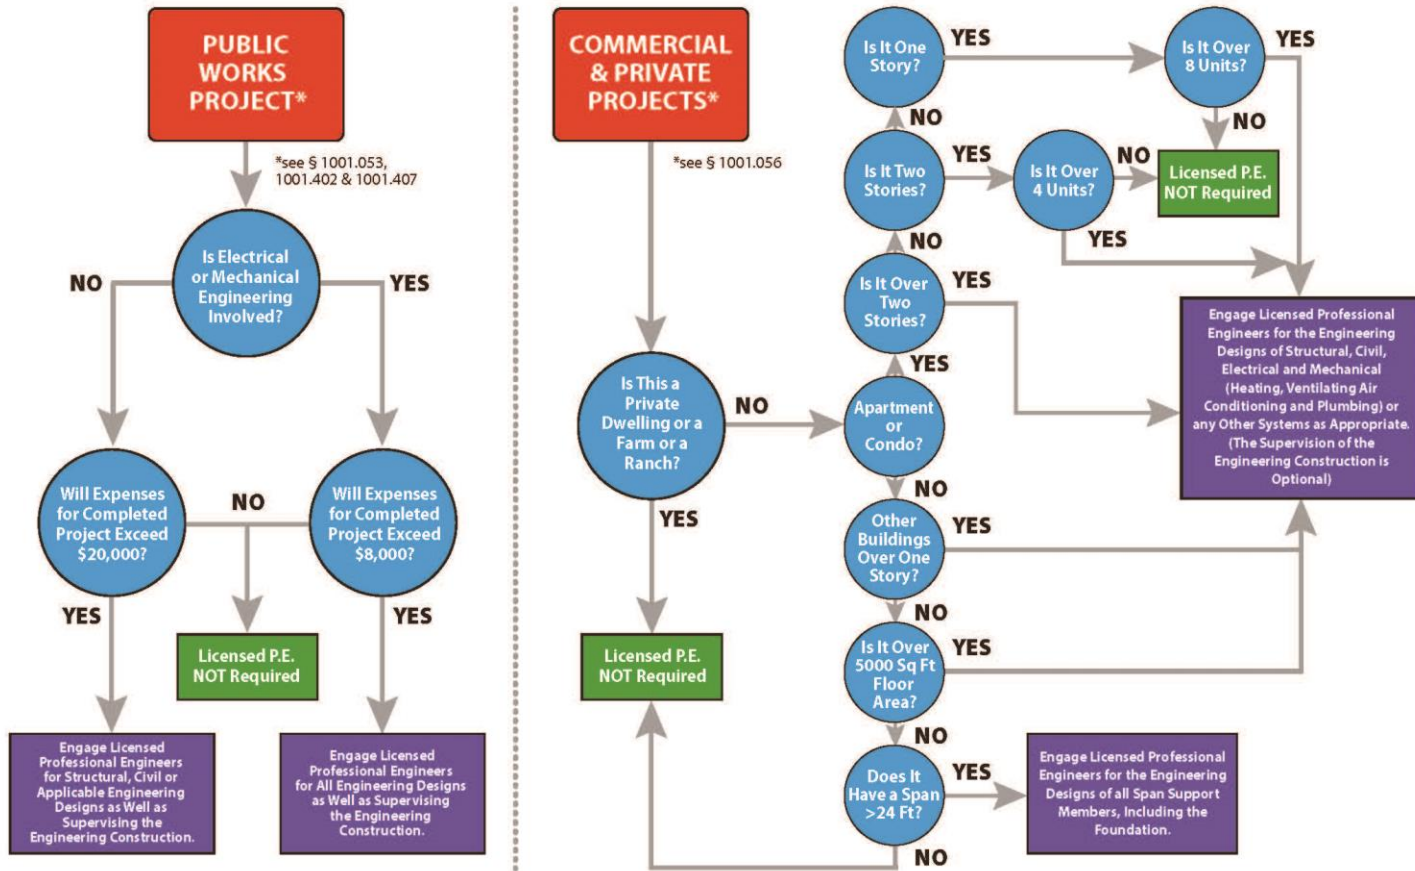 PUBLIC
WORKS
PROJECT*
*see § 1001.053,
1001.402 & 1001.407
Is Electrical
or Mechanical
Engineering
Involved?
NO
YES
Will Expenses
for Completed
Project Exceed
$20,000?
NO
Will Expenses
for Completed
Project Exceed
$8,000?
YES
YES
Licensed P.E.
NOT Required
Engage Licensed
Professional Engineers
for Structural, Civil or
Applicable Engineering
Designs as Well as
Supervising the
Engineering Construction.
Engage Licensed
Professional Engineers
for All Engineering Designs
as Well as Supervising
the Engineering
Construction.
COMMERCIAL
& PRIVATE
PROJECTS*
*see § 1001.056
Is This a
Private
Dwelling or a
Farm or a
Ranch?
NO
YES
Licensed P.E.
NOT Required
Is It One
Story?
YES
Is It Over
8 Units?
YES
NO
NO
Is It Two
Stories?
YES
Is It Over
4 Units?
NO
Licensed P.E.
NOT Required
YES
NO
Is It Over
Two
Stories?
YES
YES
Apartment
or
Condo?
NO
Engage Licensed Professional
Engineers for the Engineering
Designs of Structural, Civil,
Electrical and Mechanical
(Heating, Ventilating Air
Conditioning and Plumbing) or
any Other Systems as Appropriate.
(The Supervision of the
Engineering Construction is
Optional)
Other
Buildings
Over One
Story?
YES
NO
Is It Over
5000 Sq Ft
Floor
Area?
YES
NO
Does It
Have a Span
>24 Ft?
YES
NO
Engage Licensed Professional
Engineers for the Engineering
Designs of all Span Support
Members, Including the
Foundation.